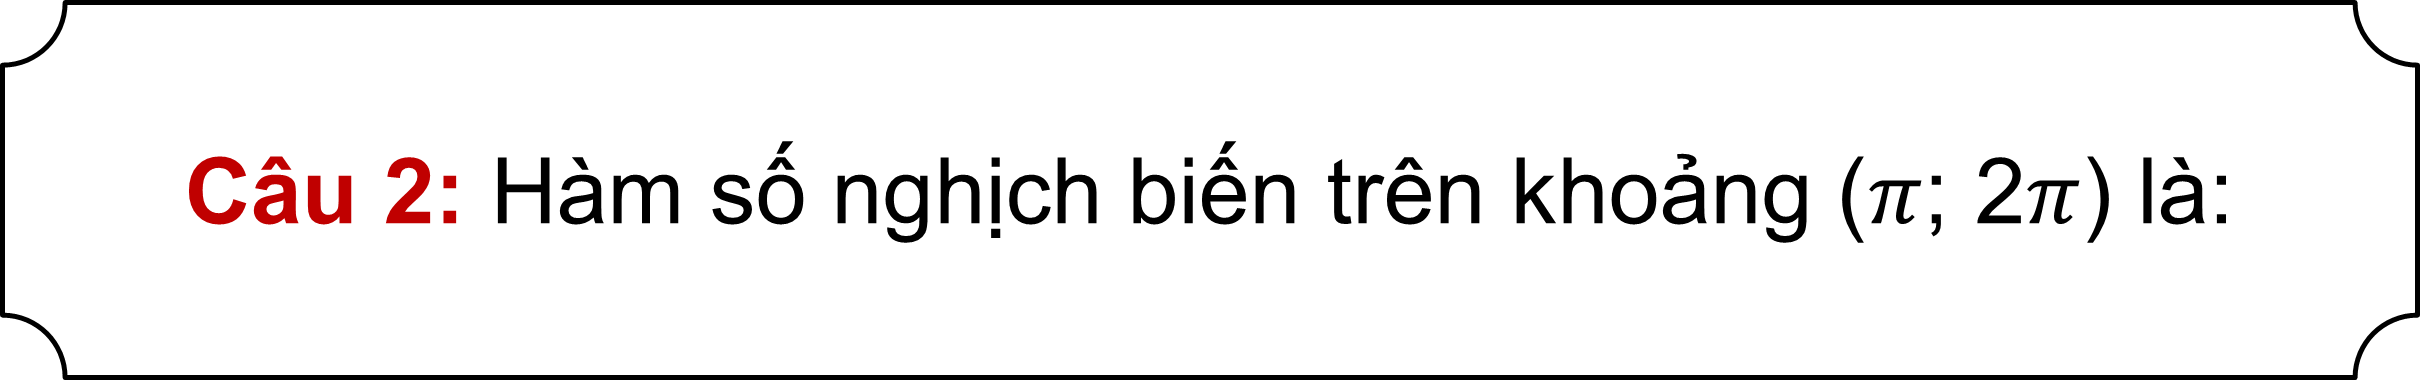 Câu 2: Hàm số nghịch biến trên khoảng (𝜋; 2𝜋) là: